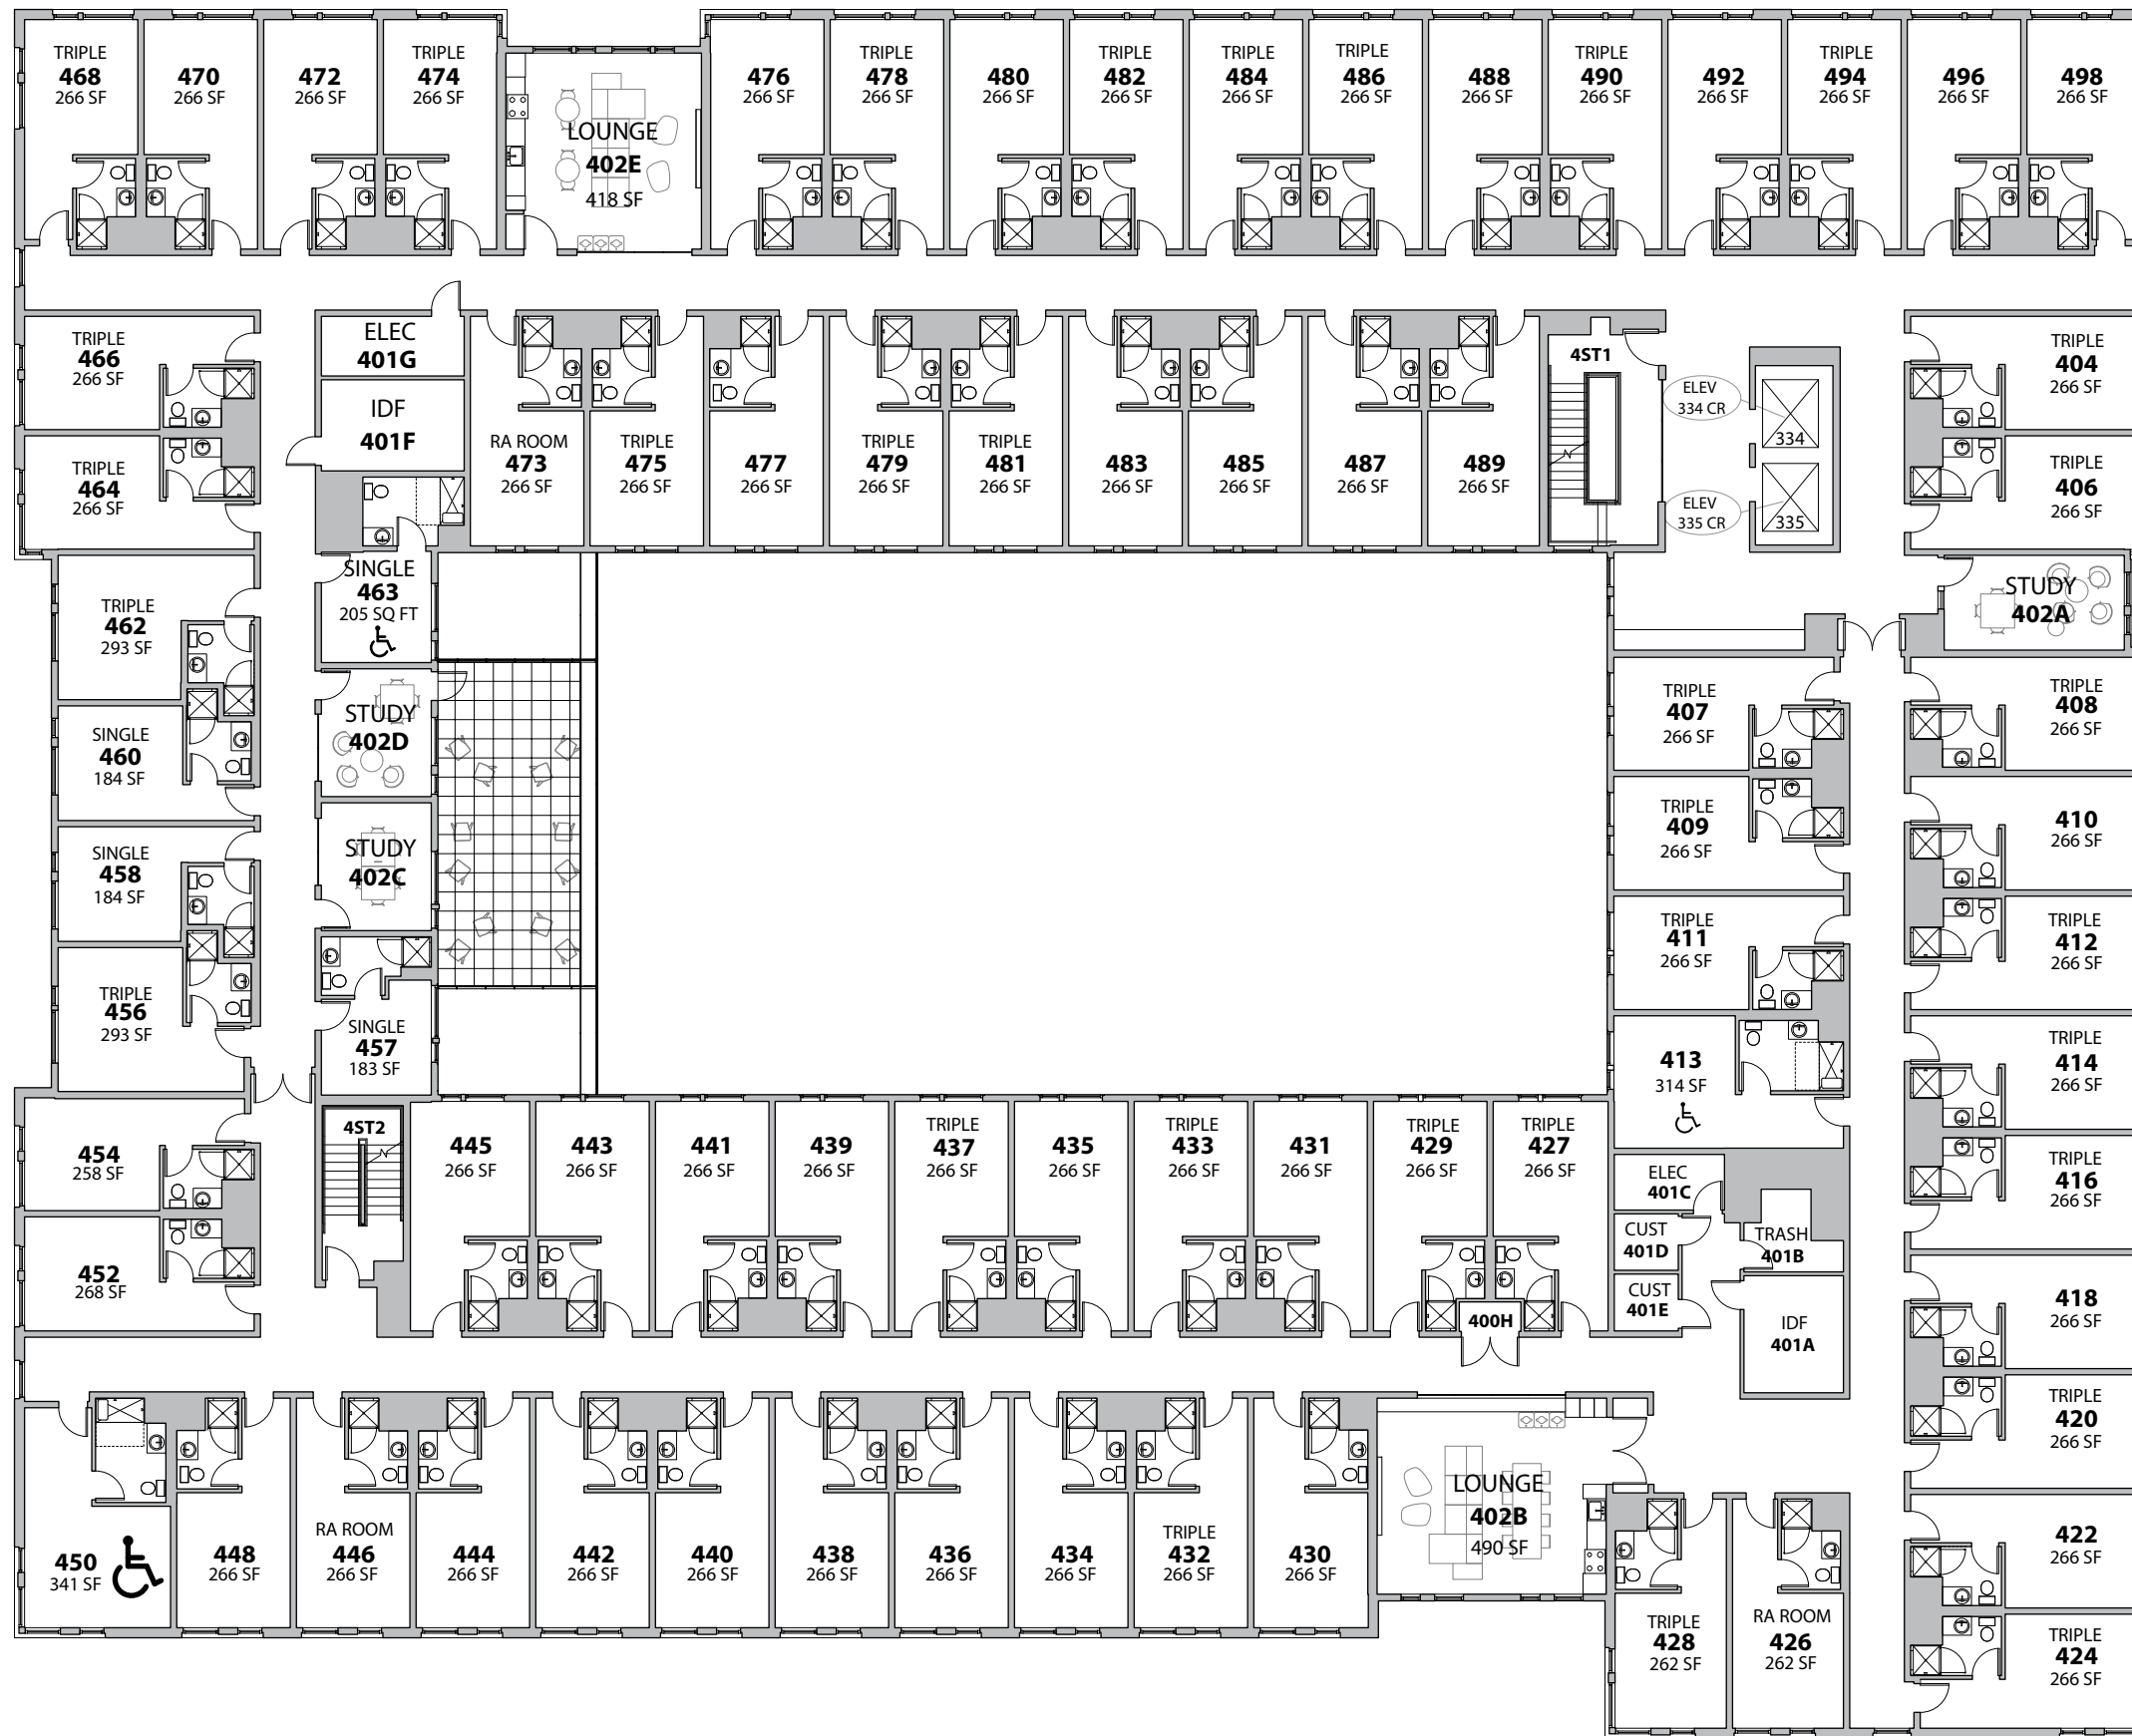 TRIPLE
468
266 SF
470
266 SF
472
266 SF
TRIPLE
474
266 SF
LOUNGE
402E
418 SF
476
266 SF
TRIPLE
478
266 SF
480
266 SF
TRIPLE
482
266 SF
TRIPLE
484
266 SF
TRIPLE
486
266 SF
488
266 SF
TRIPLE
490
266 SF
492
266 SF
TRIPLE
494
266 SF
496
266 SF
498
266 SF
TRIPLE
466
266 SF
ELEC
401G
IDF
401F
TRIPLE
464
266 SF
RA ROOM
473
266 SF
TRIPLE
475
266 SF
477
266 SF
TRIPLE
479
266 SF
TRIPLE
481
266 SF
483
266 SF
485
266 SF
487
266 SF
489
266 SF
4ST1
ELEV
334 CR
334
ELEV
335 CR
335
TRIPLE
404
266 SF
TRIPLE
406
266 SF
STUDY
402A
TRIPLE
462
293 SF
SINGLE
463
205 SQ FT
SINGLE
460
184 SF
STUDY
402D
SINGLE
458
184 SF
STUDY
402C
TRIPLE
456
293 SF
SINGLE
457
183 SF
TRIPLE
407
266 SF
TRIPLE
408
266 SF
TRIPLE
409
266 SF
410
266 SF
TRIPLE
411
266 SF
TRIPLE
412
266 SF
413
314 SF
TRIPLE
414
266 SF
454
258 SF
4ST2
445
266 SF
443
266 SF
441
266 SF
439
266 SF
TRIPLE
437
266 SF
435
266 SF
TRIPLE
433
266 SF
431
266 SF
TRIPLE
429
266 SF
TRIPLE
427
266 SF
ELEC
401C
CUST
401D
TRASH
401B
CUST
401E
IDF
401A
400H
TRIPLE
416
266 SF
452
268 SF
418
266 SF
TRIPLE
420
266 SF
450
341 SF
448
266 SF
RA ROOM
446
266 SF
444
266 SF
442
266 SF
440
266 SF
438
266 SF
436
266 SF
434
266 SF
TRIPLE
432
266 SF
430
266 SF
LOUNGE
402B
490 SF
422
266 SF
TRIPLE
428
262 SF
RA ROOM
426
262 SF
TRIPLE
424
266 SF